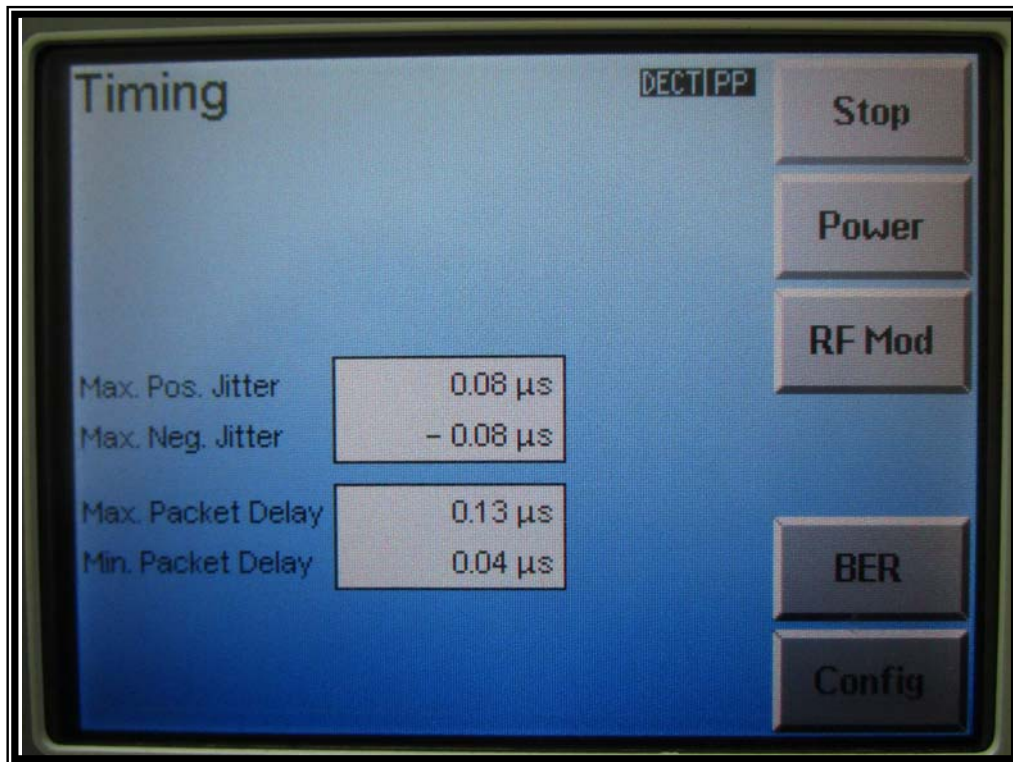 Timing
DECT PP
Stop
Power
RF Mod
Max. Pos. Jitter 0.08 µs
Max. Neg. Jitter – 0.08 µs
Max. Packet Delay 0.13 µs
Min. Packet Delay 0.04 µs
BER
Config